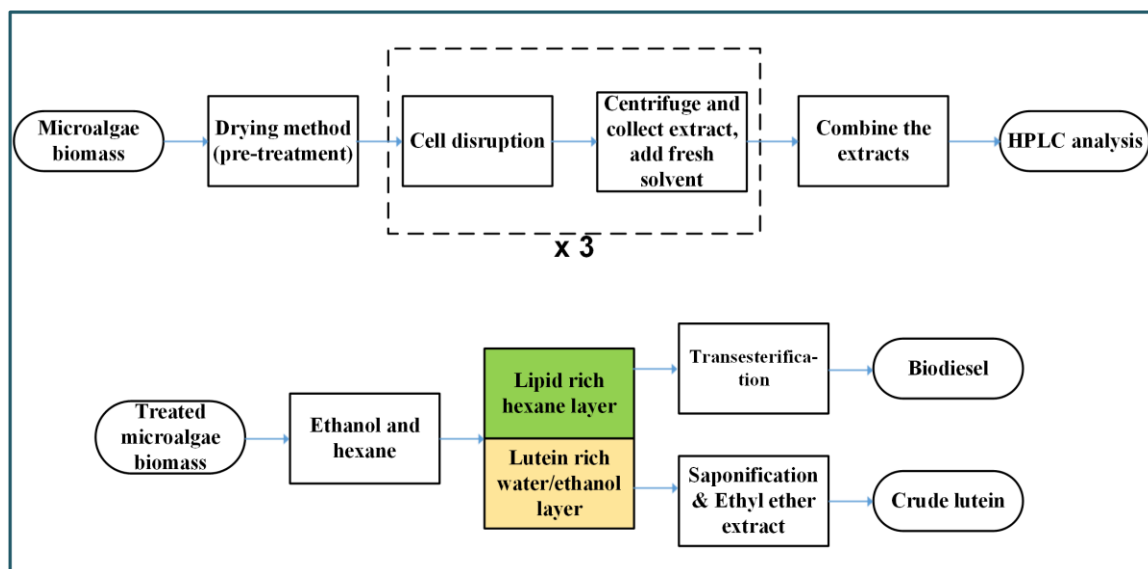 Microalgae
biomass
Drying method
(pre-treatment)
Cell disruption
Centrifuge and
collect extract,
add fresh
solvent
Combine the
extracts
HPLC analysis
x 3
Treated
microalgae
biomass
Ethanol and
hexane
Lipid rich
hexane layer
Lutein rich
water/ethanol
layer
Transesterifica-
tion
Biodiesel
Saponification
& Ethyl ether
extract
Crude lutein